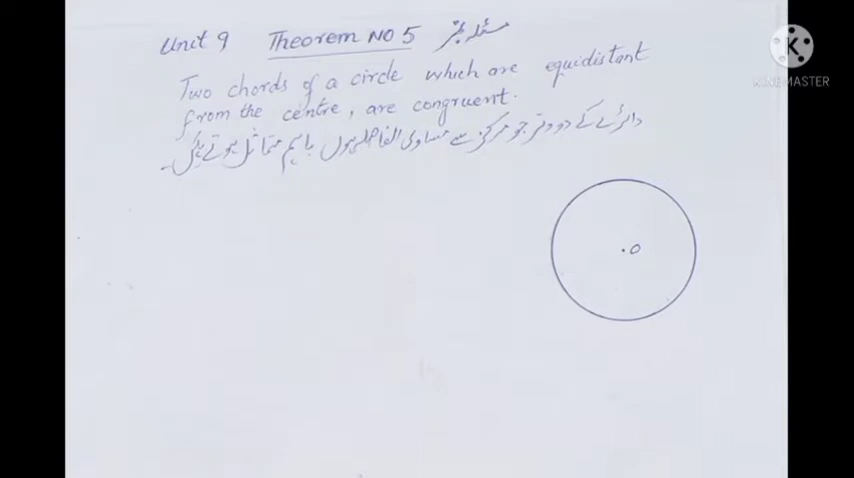 Unit 9 Theorem NO 5 مسئلہ نمبر
Two chords of a circle which are equidistant
from the centre, are congruent.
دائرے کے دو وتر جو مرکز سے مساوی الفاصلہ ہوں باہم متماثل ہوتے ہیں۔
.O
K
KINEMASTER